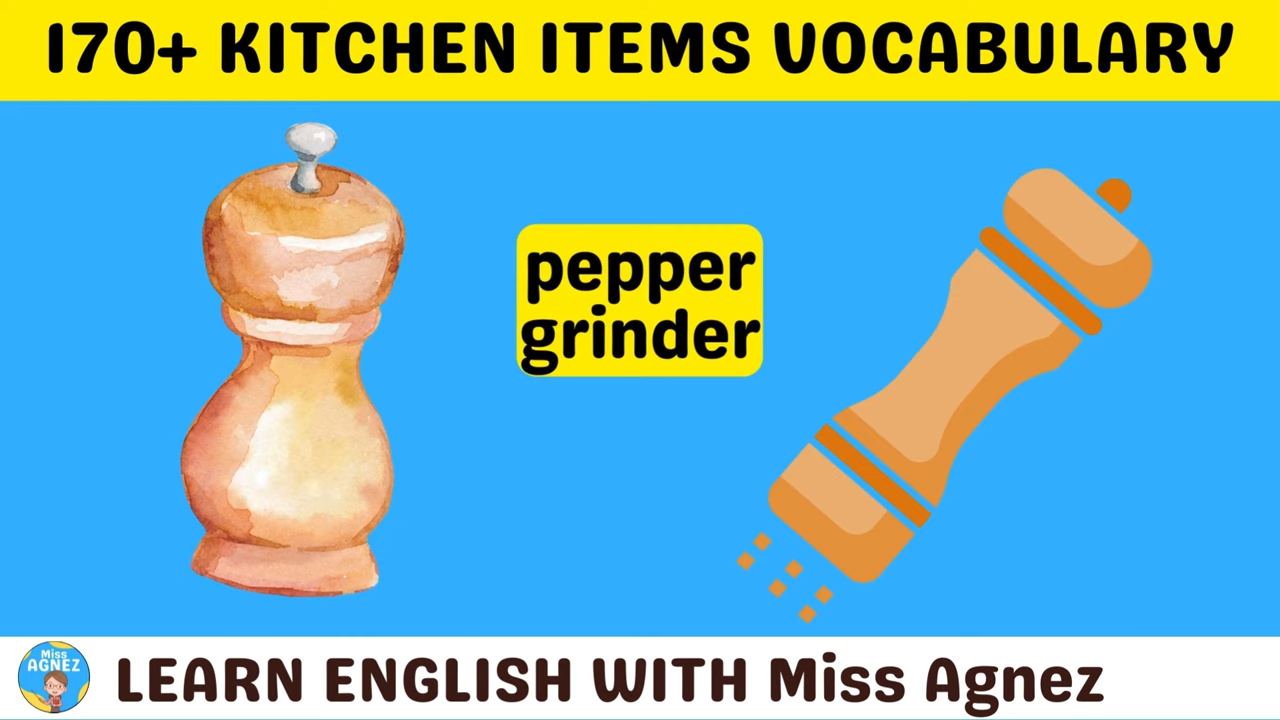 170+ KITCHEN ITEMS VOCABULARY
pepper
grinder
Miss
AGNEZ
LEARN ENGLISH WITH Miss Agnez